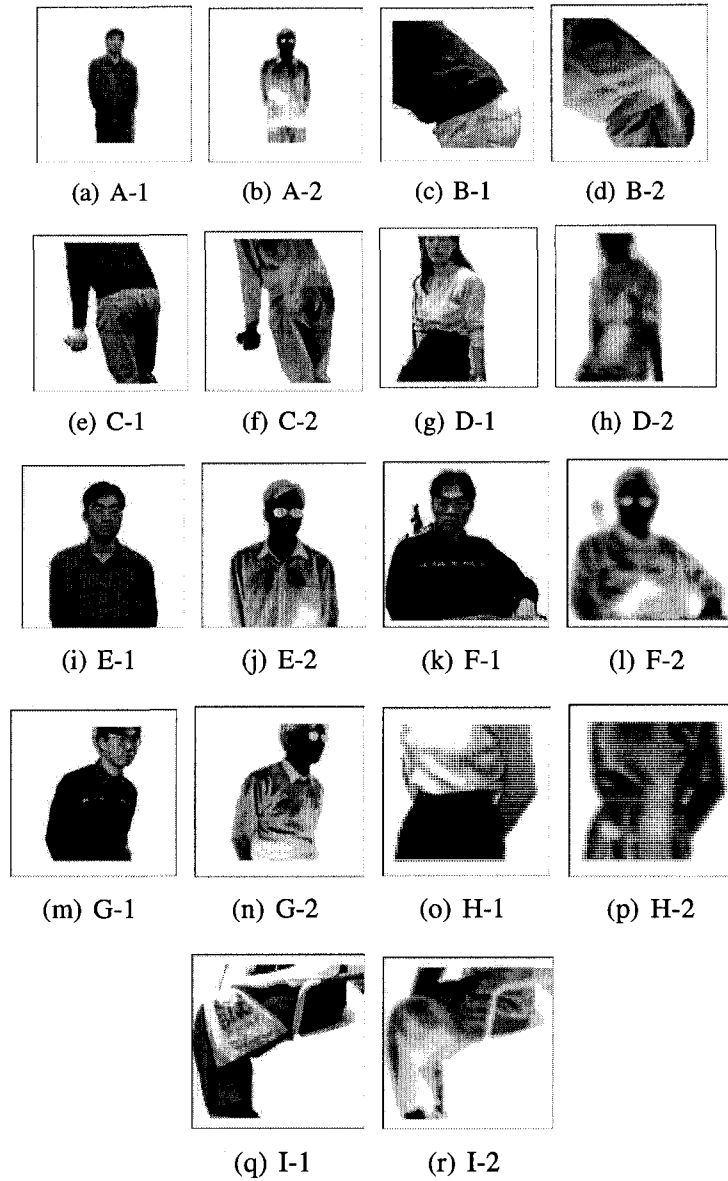 (a) A-1 (b) A-2 (c) B-1 (d) B-2
(e) C-1 (f) C-2 (g) D-1 (h) D-2
(i) E-1 (j) E-2 (k) F-1 (l) F-2
(m) G-1 (n) G-2 (o) H-1 (p) H-2
(q) I-1 (r) I-2